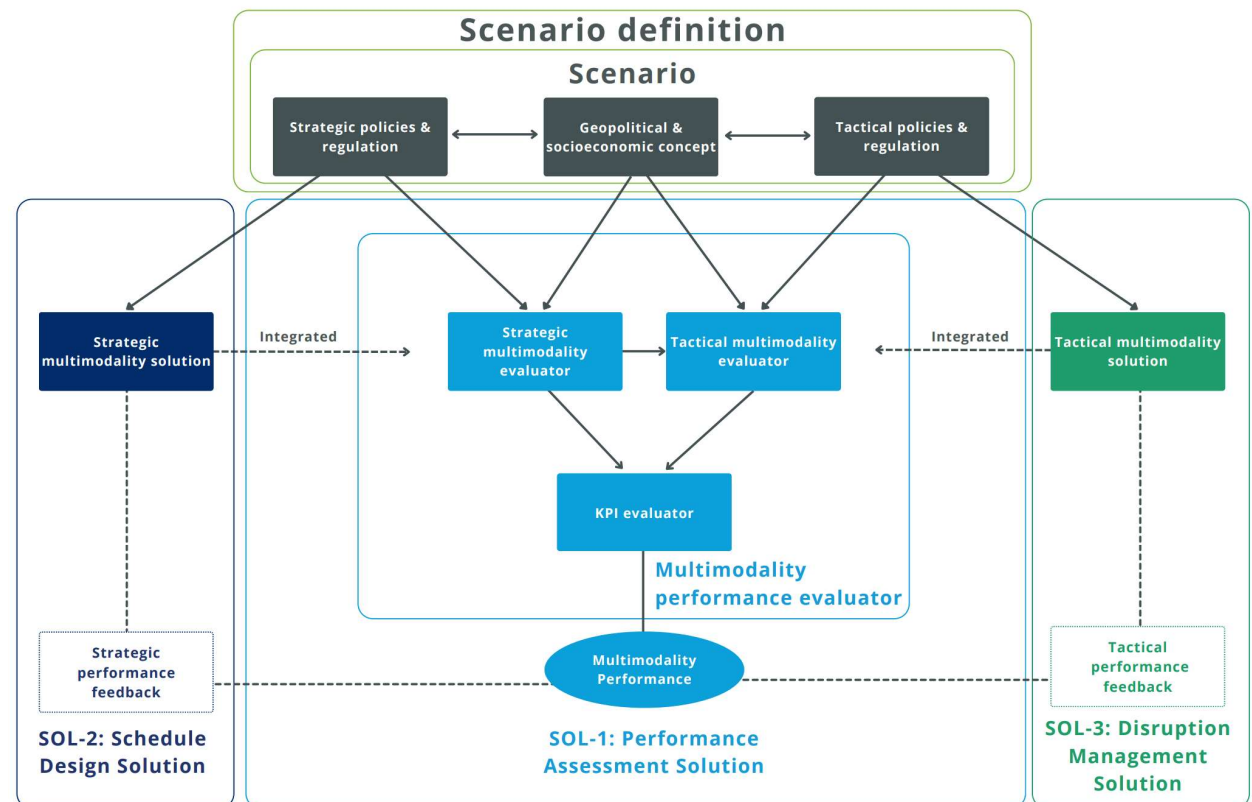 Scenario definition
Scenario
Strategic policies &
regulation
Geopolitical &
socioeconomic concept
Tactical policies &
regulation
Strategic
multimodality solution
Integrated
Strategic
multimodality
evaluator
Tactical multimodality
evaluator
Integrated
Tactical multimodality
solution
KPI evaluator
Multimodality
performance evaluator
Strategic
performance
feedback
Multimodality
Performance
Tactical
performance
feedback
SOL-2: Schedule
Design Solution
SOL-1: Performance
Assessment Solution
SOL-3: Disruption
Management
Solution